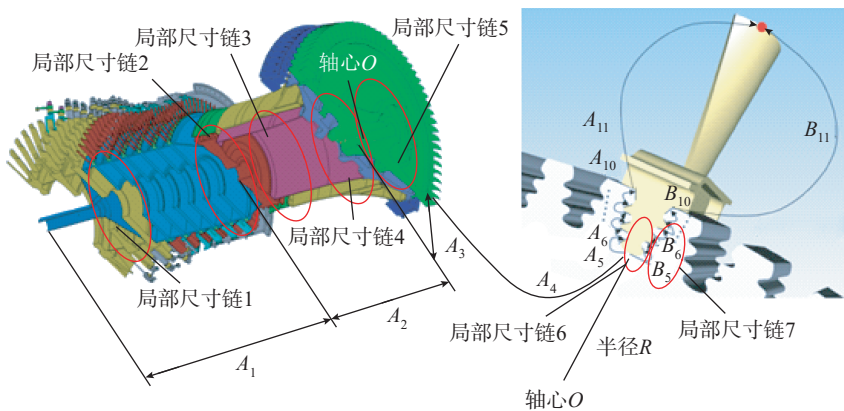 局部尺寸链3
局部尺寸链5
局部尺寸链2
轴心O
A11
B11
A10
B10
局部尺寸链4
A6
B6
A3
A5
B5
局部尺寸链1
A4
A2
局部尺寸链6
局部尺寸链7
A1
半径R
轴心O